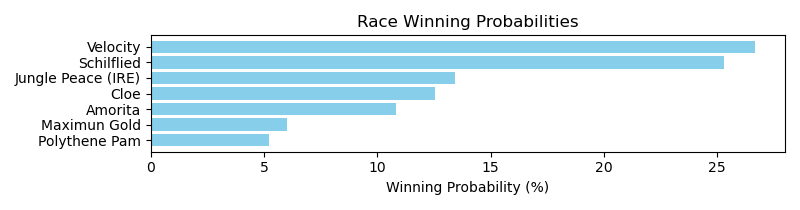 Race Winning Probabilities
Velocity
Schilflied
Jungle Peace (IRE)
Cloe
Amorita
Maximun Gold
Polythene Pam
0 5 10 15 20 25
Winning Probability (%)